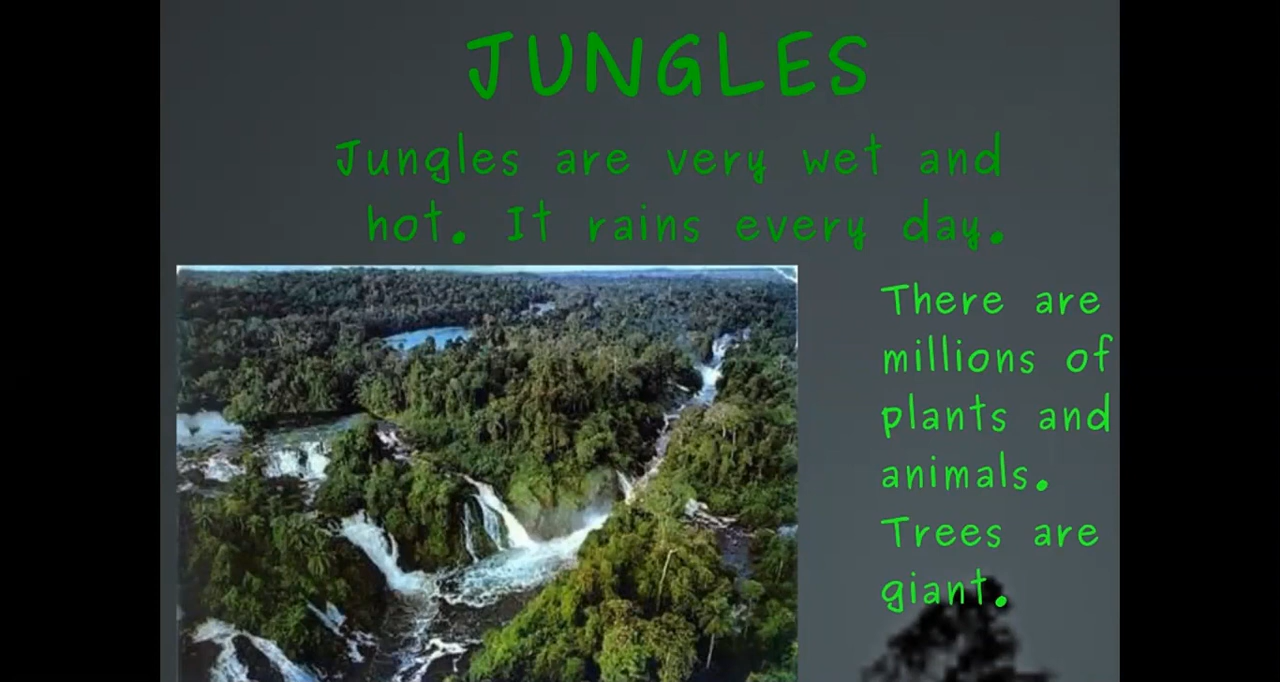 JUNGLES
Jungles are very wet and
hot. It rains every day.
There are
millions of
plants and
animals.
Trees are
giant.